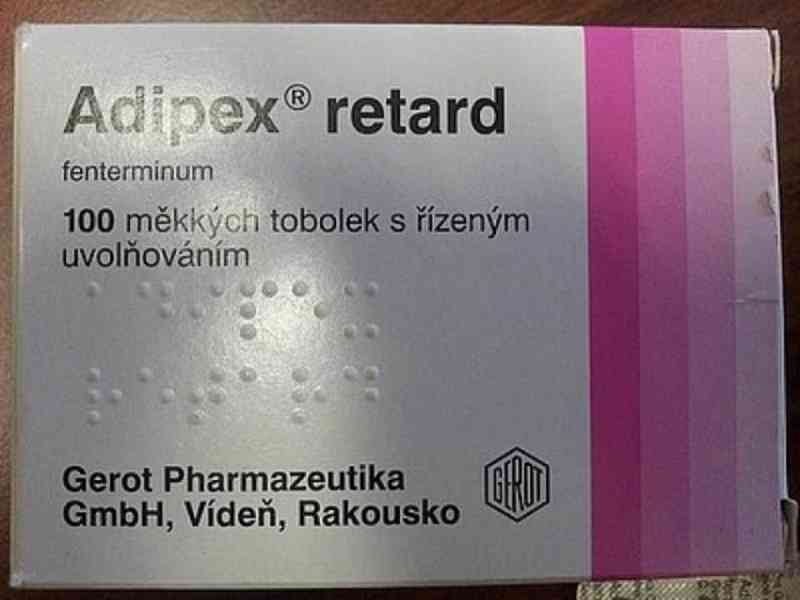 Adipex® retard
fenterminum
100 měkkých tobolek s řízeným
uvolňováním
Gerot Pharmazeutika
GmbH, Vídeň, Rakousko
GEROT